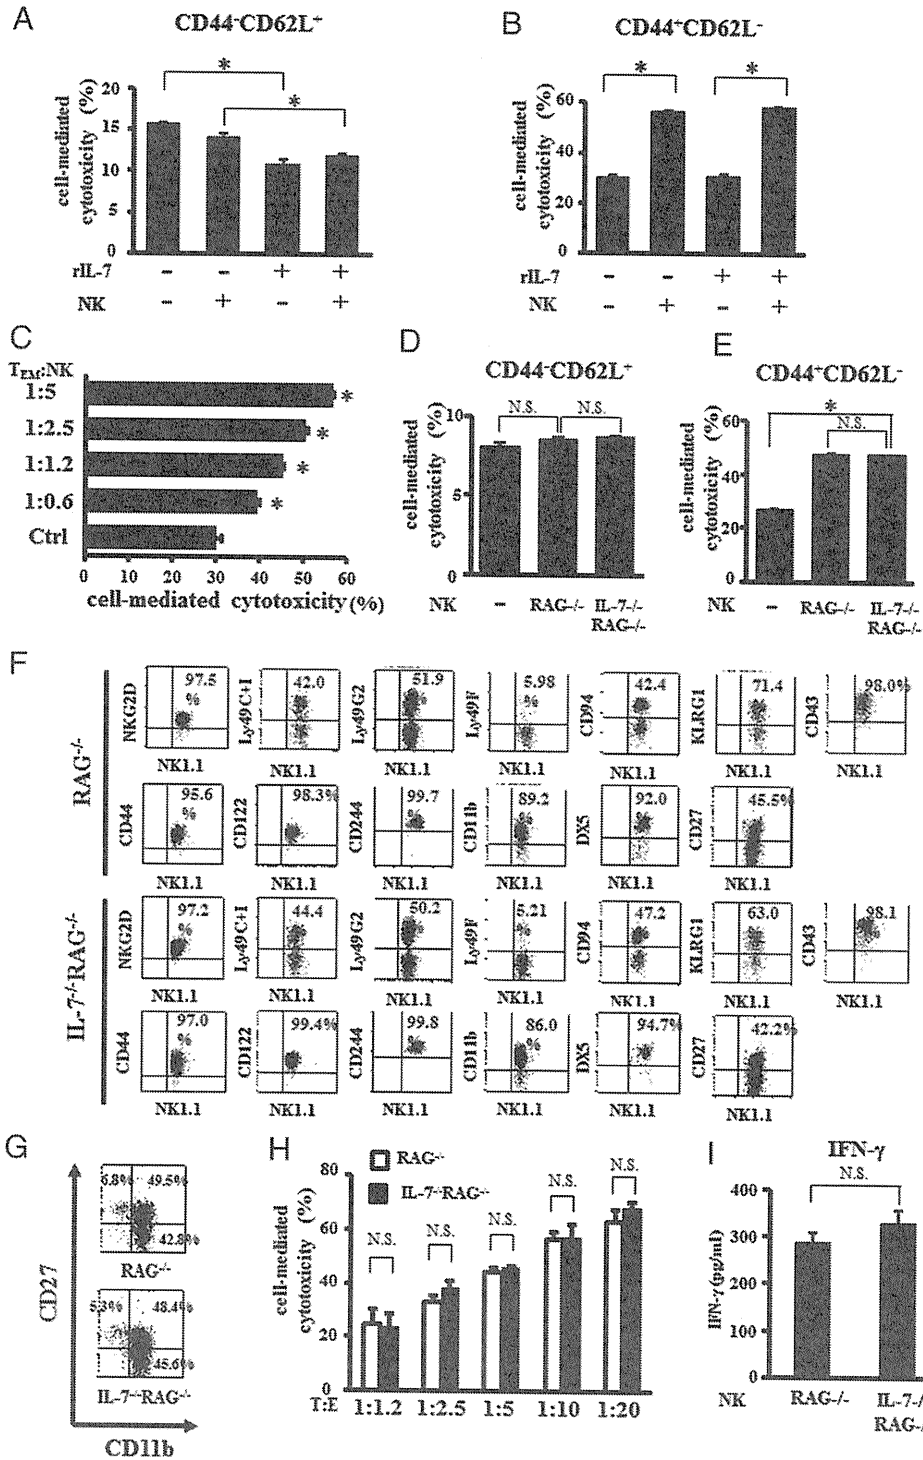 A
CD44-CD62L+
cell-mediated cytotoxicity (%)
20
15
10
5
0
*
*
rIL-7 - - + +
NK - + - +
B
CD44+CD62L-
cell-mediated cytotoxicity (%)
60
40
20
0
*
*
rIL-7 - - + +
NK - + - +
C
TEM:NK
1:5 *
1:2.5 *
1:1.2 *
1:0.6 *
Ctrl
0 10 20 30 40 50 60
cell-mediated cytotoxicity (%)
D
CD44-CD62L+
cell-mediated cytotoxicity (%)
10
5
0
N.S. N.S.
NK - RAG-/- IL-7-/- RAG-/-
E
CD44+CD62L-
cell-mediated cytotoxicity (%)
60
40
20
0
*
N.S.
NK - RAG-/- IL-7-/- RAG-/-
F
RAG-/-
NKG2D 97.5 % NK1.1
Ly49C+I 42.0 NK1.1
Ly49G2 51.9 % NK1.1
Ly49F 5.98 % NK1.1
CD94 42.4 NK1.1
KLRG1 71.4 NK1.1
CD43 98.0% NK1.1
CD44 95.6 % NK1.1
CD122 98.3% NK1.1
CD244 99.7 % NK1.1
CD11b 89.2 % NK1.1
DX5 92.0 % NK1.1
CD27 45.5% NK1.1
IL-7-/-RAG-/-
NKG2D 97.2 % NK1.1
Ly49C+I 44.4 NK1.1
Ly49G2 50.2 % NK1.1
Ly49F 5.21 % NK1.1
CD94 47.2 NK1.1
KLRG1 63.0 NK1.1
CD43 98.1 % NK1.1
CD44 97.0 % NK1.1
CD122 99.4% NK1.1
CD244 99.8 % NK1.1
CD11b 86.0 % NK1.1
DX5 94.7% NK1.1
CD27 42.2% NK1.1
G
CD27
6.8% 49.5%
42.8%
RAG-/-
5.3% 48.4%
45.6%
IL-7-/-RAG-/-
CD11b
H
RAG-/-
IL-7-/-RAG-/-
cell-mediated cytotoxicity (%)
80
60
40
20
0
N.S. N.S. N.S. N.S. N.S.
T:E 1:1.2 1:2.5 1:5 1:10 1:20
I
IFN-γ
N.S.
IFN-γ (pg/ml)
400
300
200
100
0
NK RAG-/- IL-7-/- RAG-/-